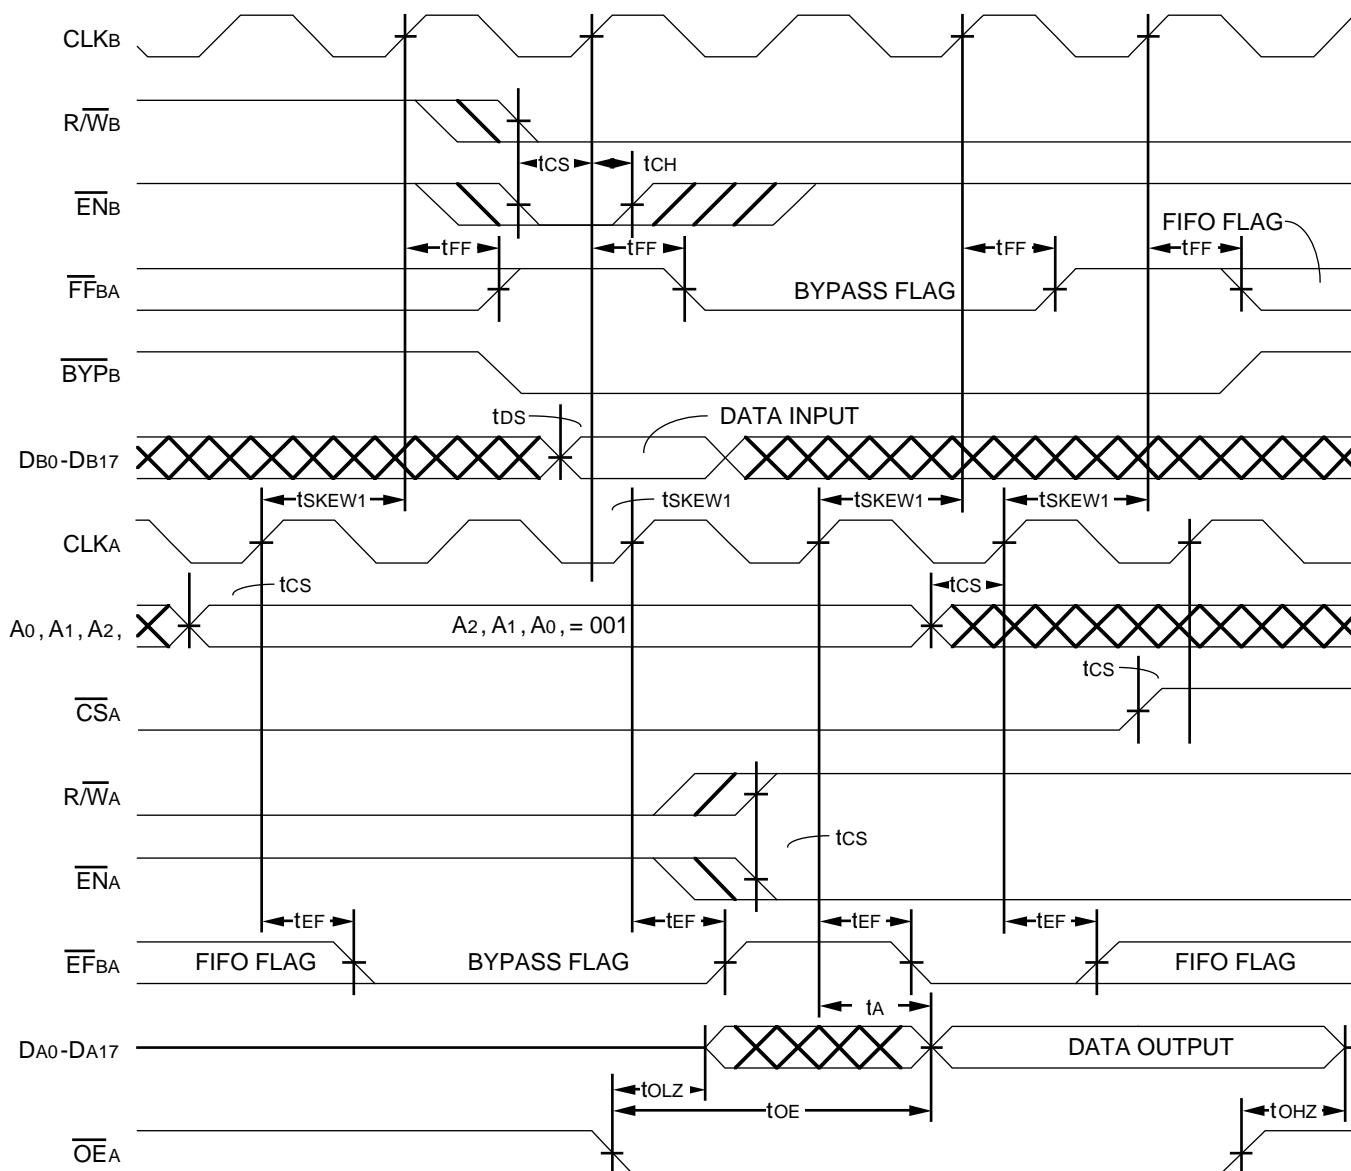 CLKB
R/WB
tCS tCH
ENB
FIFO FLAG
tFF tFF tFF tFF
FFBA
BYPASS FLAG
BYPB
tDS DATA INPUT
DB0-DB17
tSKEW1 tSKEW1 tSKEW1 tSKEW1
CLKA
tCS tCS
A0, A1, A2, A2, A1, A0, = 001
tCS
CSA
R/WA
tCS
ENA
tEF tEF tEF tEF
EFBA FIFO FLAG BYPASS FLAG FIFO FLAG
tA
DA0-DA17 DATA OUTPUT
tOLZ tOE tOHZ
OEA